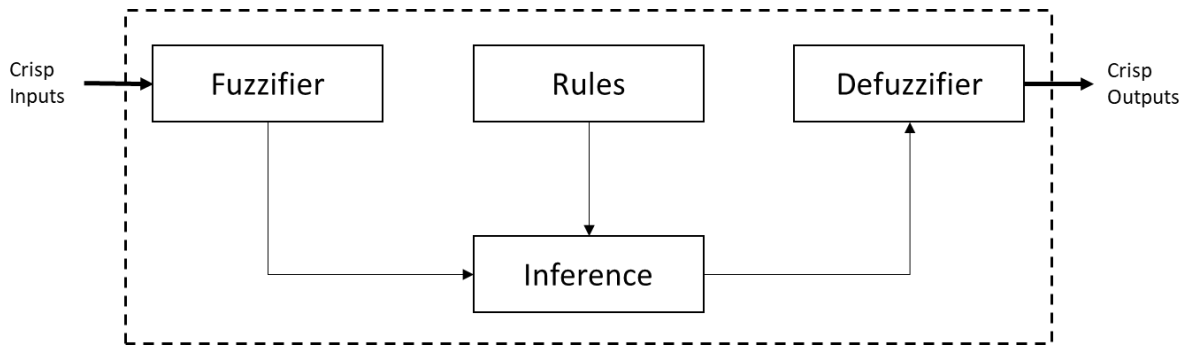 Crisp
Inputs
Fuzzifier
Rules
Defuzzifier
Crisp
Outputs
Inference